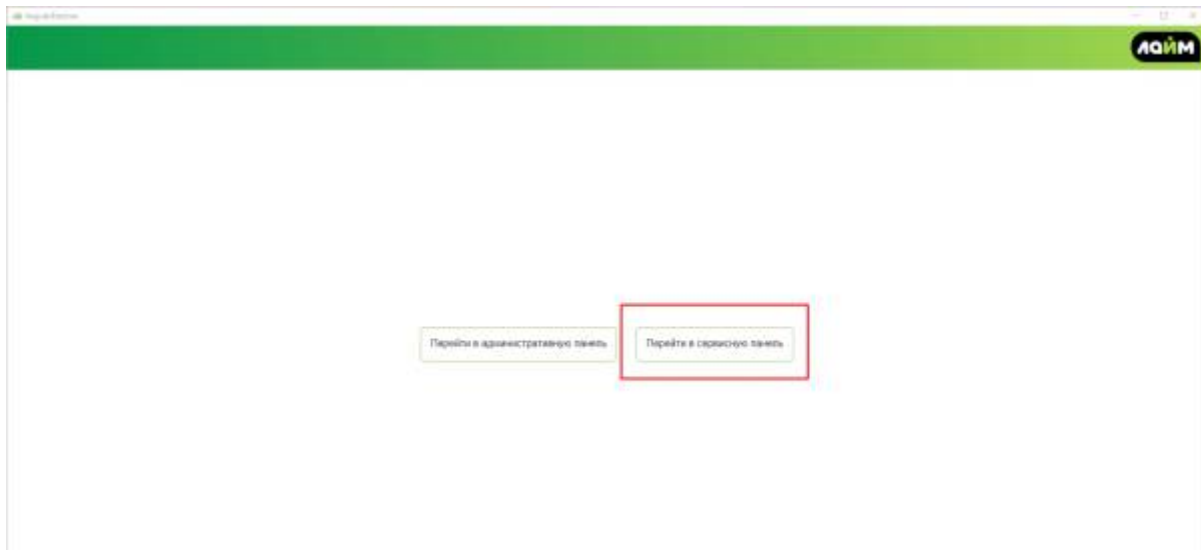 лайм
Перейти в административную панель
Перейти в сервисную панель